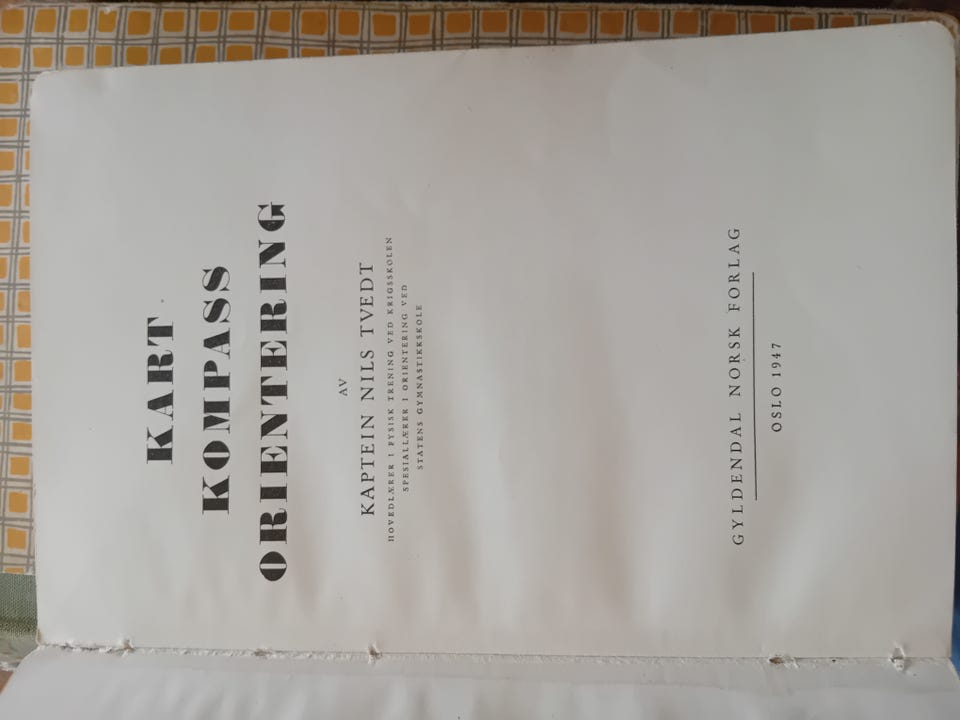 KART
KOMPASS
ORIENTERING
AV
KAPTEIN NILS TVEDT
HOVEDLÆRER I FYSISK TRENING VED KRIGSSKOLEN
SPESIALLÆRER I ORIENTERING VED
STATENS GYMNASTIKKSKOLE
GYLDENDAL NORSK FORLAG
OSLO 1947